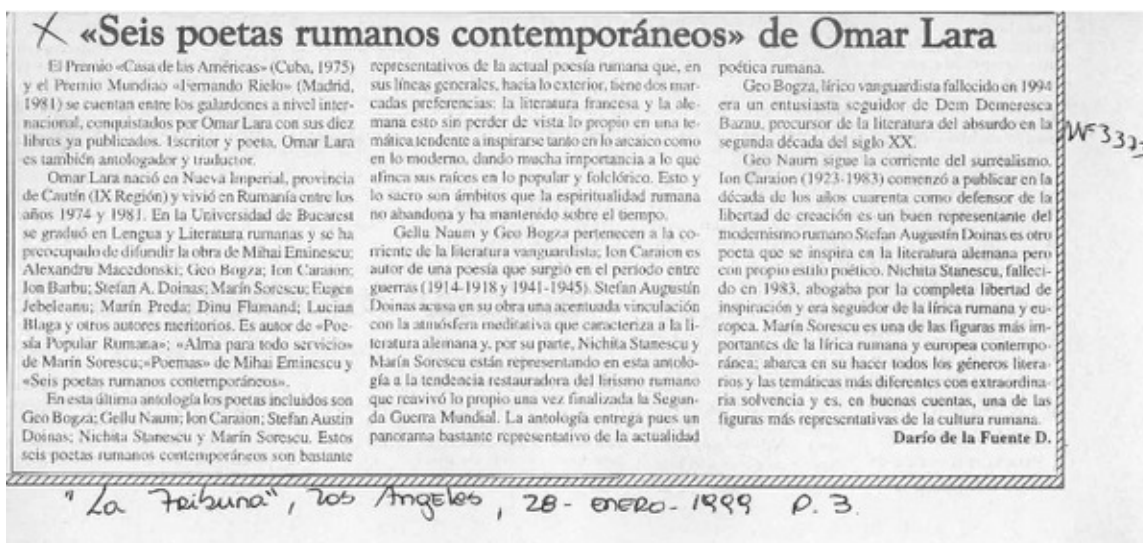 «Seis poetas rumanos contemporáneos» de Omar Lara
El Premio «Casa de las Américas» (Cuba, 1975)
y el Premio Mundiao «Fernando Rielo» (Madrid,
1981) se cuentan entre los galardones a nivel inter-
nacional, conquistados por Omar Lara con sus diez
libros ya publicados. Escritor y poeta, Omar Lara
es también antologador y traductor.
Omar Lara nació en Nueva Imperial, provincia
de Cautín (IX Región) y vivió en Rumanía entre los
años 1974 y 1981. En la Universidad de Bucarest
se graduó en Lengua y Literatura rumanas y se ha
preocupado de difundir la obra de Mihai Eminescu;
Alexandru Macedonski; Geo Bogza; Ion Caraion;
Ion Barbu; Stefan A. Doinas; Marin Sorescu; Eugen
Jebeleanu; Marín Preda; Dinu Flamand; Lucian
Blaga y otros autores meritorios. Es autor de «Poe-
sía Popular Rumana»; «Alma para todo servicio»
de Marin Sorescu; «Poemas» de Mihai Eminescu y
«Seis poetas rumanos contemporáneos».
En esta última antología los poetas incluidos son
Geo Bogza; Gellu Naum; Ion Caraion; Stefan Austin
Doinas; Nichita Stanescu y Marín Sorescu. Estos
seis poetas rumanos contemporáneos son bastante
representativos de la actual poesía rumana que, en
sus líneas generales, hacia lo exterior, tiene dos mar-
cadas preferencias: la literatura francesa y la ale-
mana esto sin perder de vista lo propio en una te-
mática tendente a inspirarse tanto en lo arcaico como
en lo moderno, dando mucha importancia a lo que
afinca sus raíces en lo popular y folclórico. Esto y
lo sacro son ámbitos que la espiritualidad rumana
no abandona y ha mantenido sobre el tiempo.
Gellu Naum y Geo Bogza pertenecen a la co-
rriente de la literatura vanguardista; Ion Caraion es
autor de una poesía que surgió en el período entre
guerras (1914-1918 y 1941-1945). Stefan Augustín
Doinas acusa en su obra una acentuada vinculación
con la atmósfera meditativa que caracteriza a la li-
teratura alemana y, por su parte, Nichita Stanescu y
María Sorescu están representando en esta antolo-
gía a la tendencia restauradora del lirismo rumano
que reavivó lo propio una vez finalizada la Segun-
da Guerra Mundial. La antología entrega pues un
panorama bastante representativo de la actualidad
poética rumana.
Geo Bogza, lírico vanguardista fallecido en 1994
era un entusiasta seguidor de Dem Demeresca
Bazau, precursor de la literatura del absurdo en la
segunda década del siglo XX.
Geo Naum sigue la corriente del surrealismo.
Ion Caraion (1923-1983) comenzó a publicar en la
década de los años cuarenta como defensor de la
libertad de creación es un buen representante del
modernismo rumano Stefan Augustín Doinas es otro
poeta que se inspira en la literatura alemana pero
con propio estilo poético. Nichita Stanescu, falleci-
do en 1983, abogaba por la completa libertad de
inspiración y era seguidor de la lírica rumana y eu-
ropea. Marín Sorescu es una de las figuras más im-
portantes de la lírica rumana y europea contempo-
ránea; abarca en su hacer todos los géneros litera-
rios y las temáticas más diferentes con extraordina-
ria solvencia y es, en buenas cuentas, una de las
figuras más representativas de la cultura rumana.
Darío de la Fuente D.
"La Tribuna", Los Angeles, 28-ENERO-1999 P. 3.